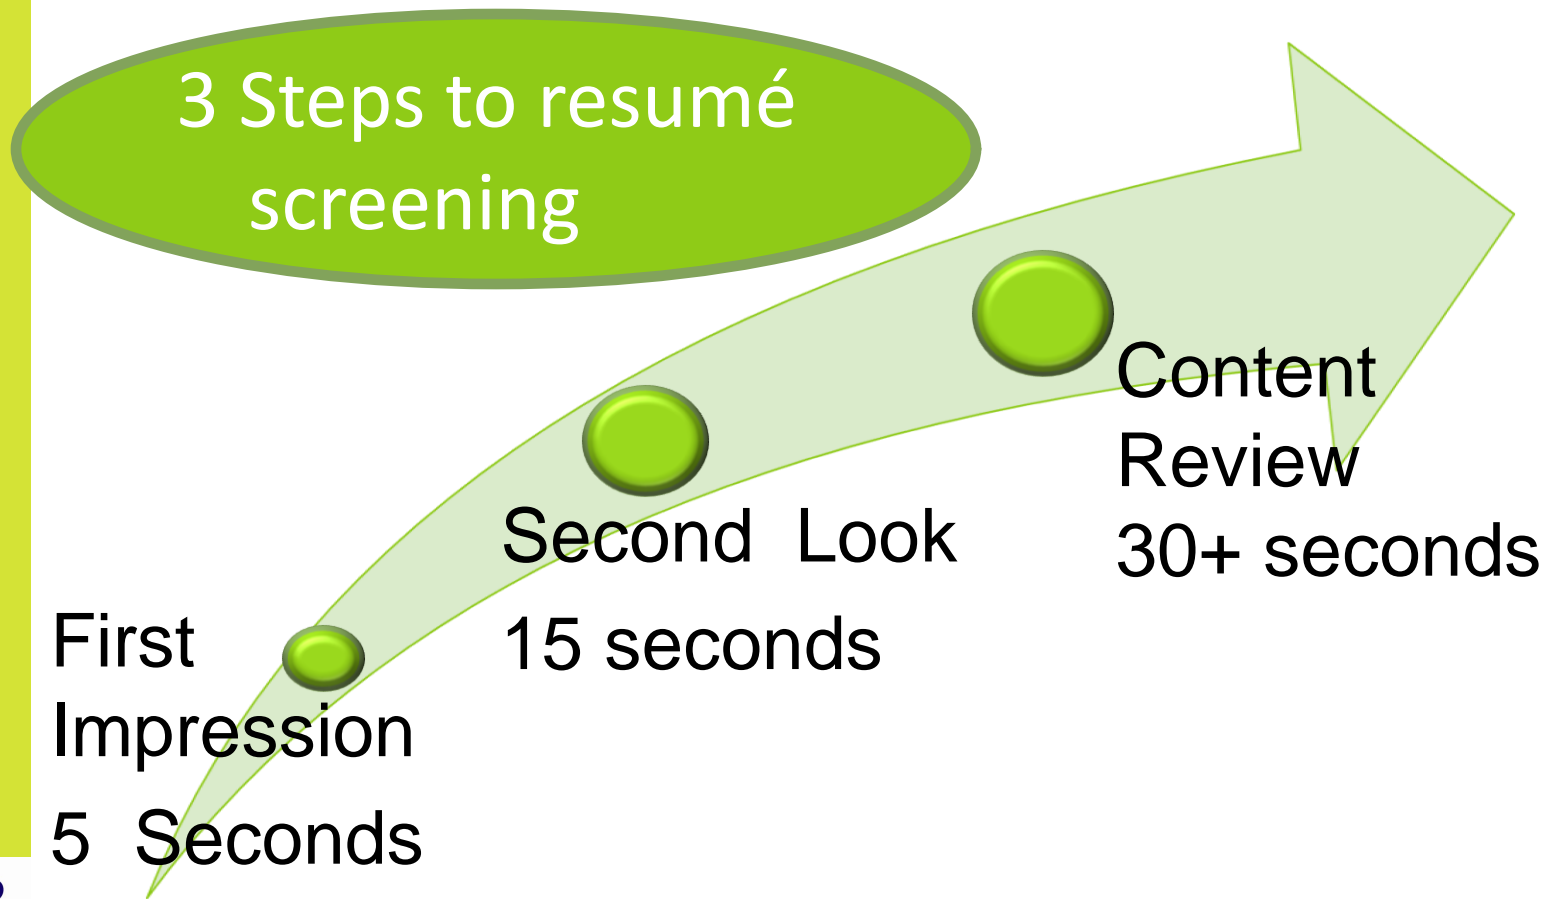 3 Steps to resumé
screening
First
Impression
5 Seconds
Second Look
15 seconds
Content
Review
30+ seconds